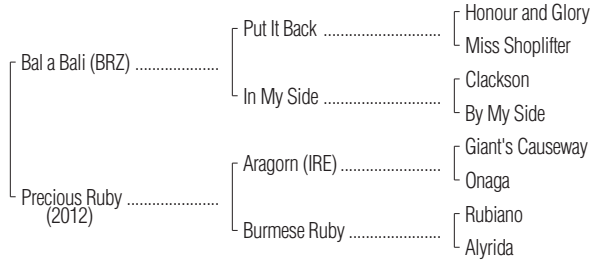 Honour and Glory
Put It Back ........................
Miss Shoplifter
Bal a Bali (BRZ) .................
Clackson
In My Side ........................
By My Side
Giant's Causeway
Aragorn (IRE) ....................
Onaga
Precious Ruby ..................
(2012)
Rubiano
Burmese Ruby ..................
Alyrida